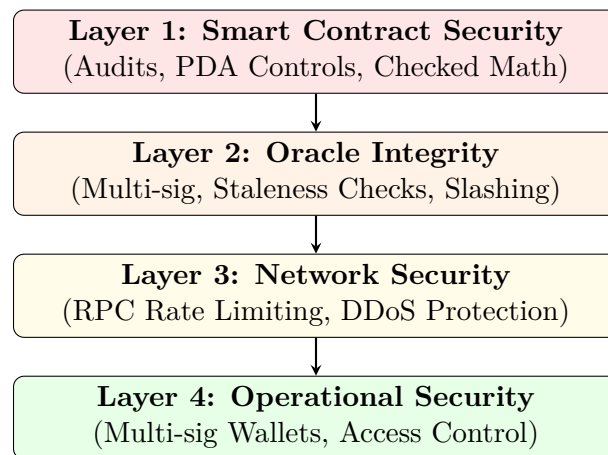 Layer 1: Smart Contract Security
(Audits, PDA Controls, Checked Math)
Layer 2: Oracle Integrity
(Multi-sig, Staleness Checks, Slashing)
Layer 3: Network Security
(RPC Rate Limiting, DDoS Protection)
Layer 4: Operational Security
(Multi-sig Wallets, Access Control)